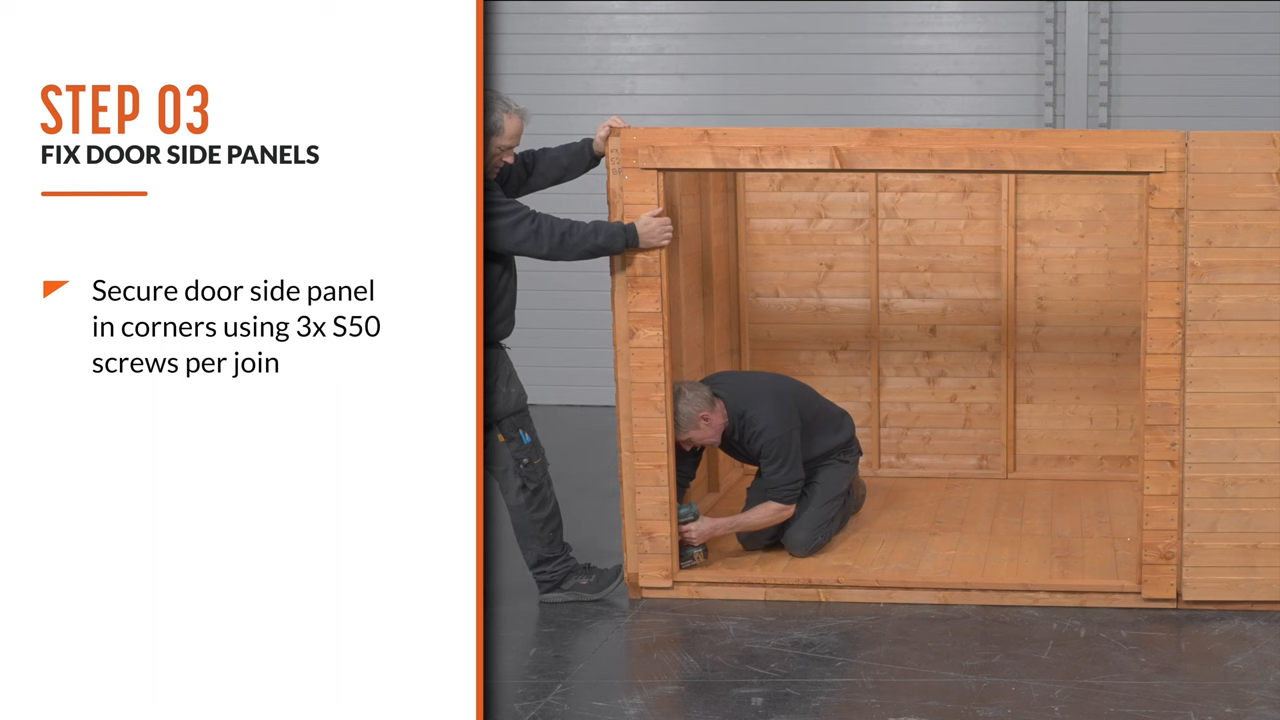 STEP 03
FIX DOOR SIDE PANELS
Secure door side panel
in corners using 3x S50
screws per join